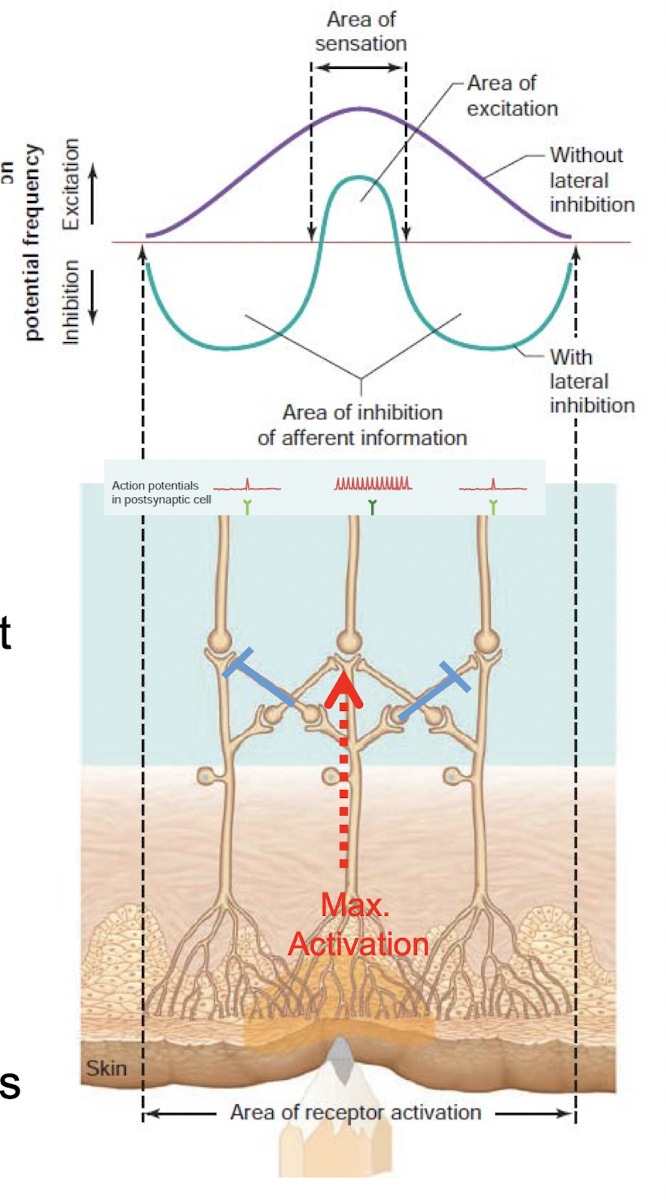 Area of
sensation
Area of
excitation
Without
lateral
inhibition
potential frequency
Excitation
Inhibition
With
lateral
inhibition
Area of inhibition
of afferent information
Action potentials
in postsynaptic cell
t
Max.
Activation
Skin
s
Area of receptor activation